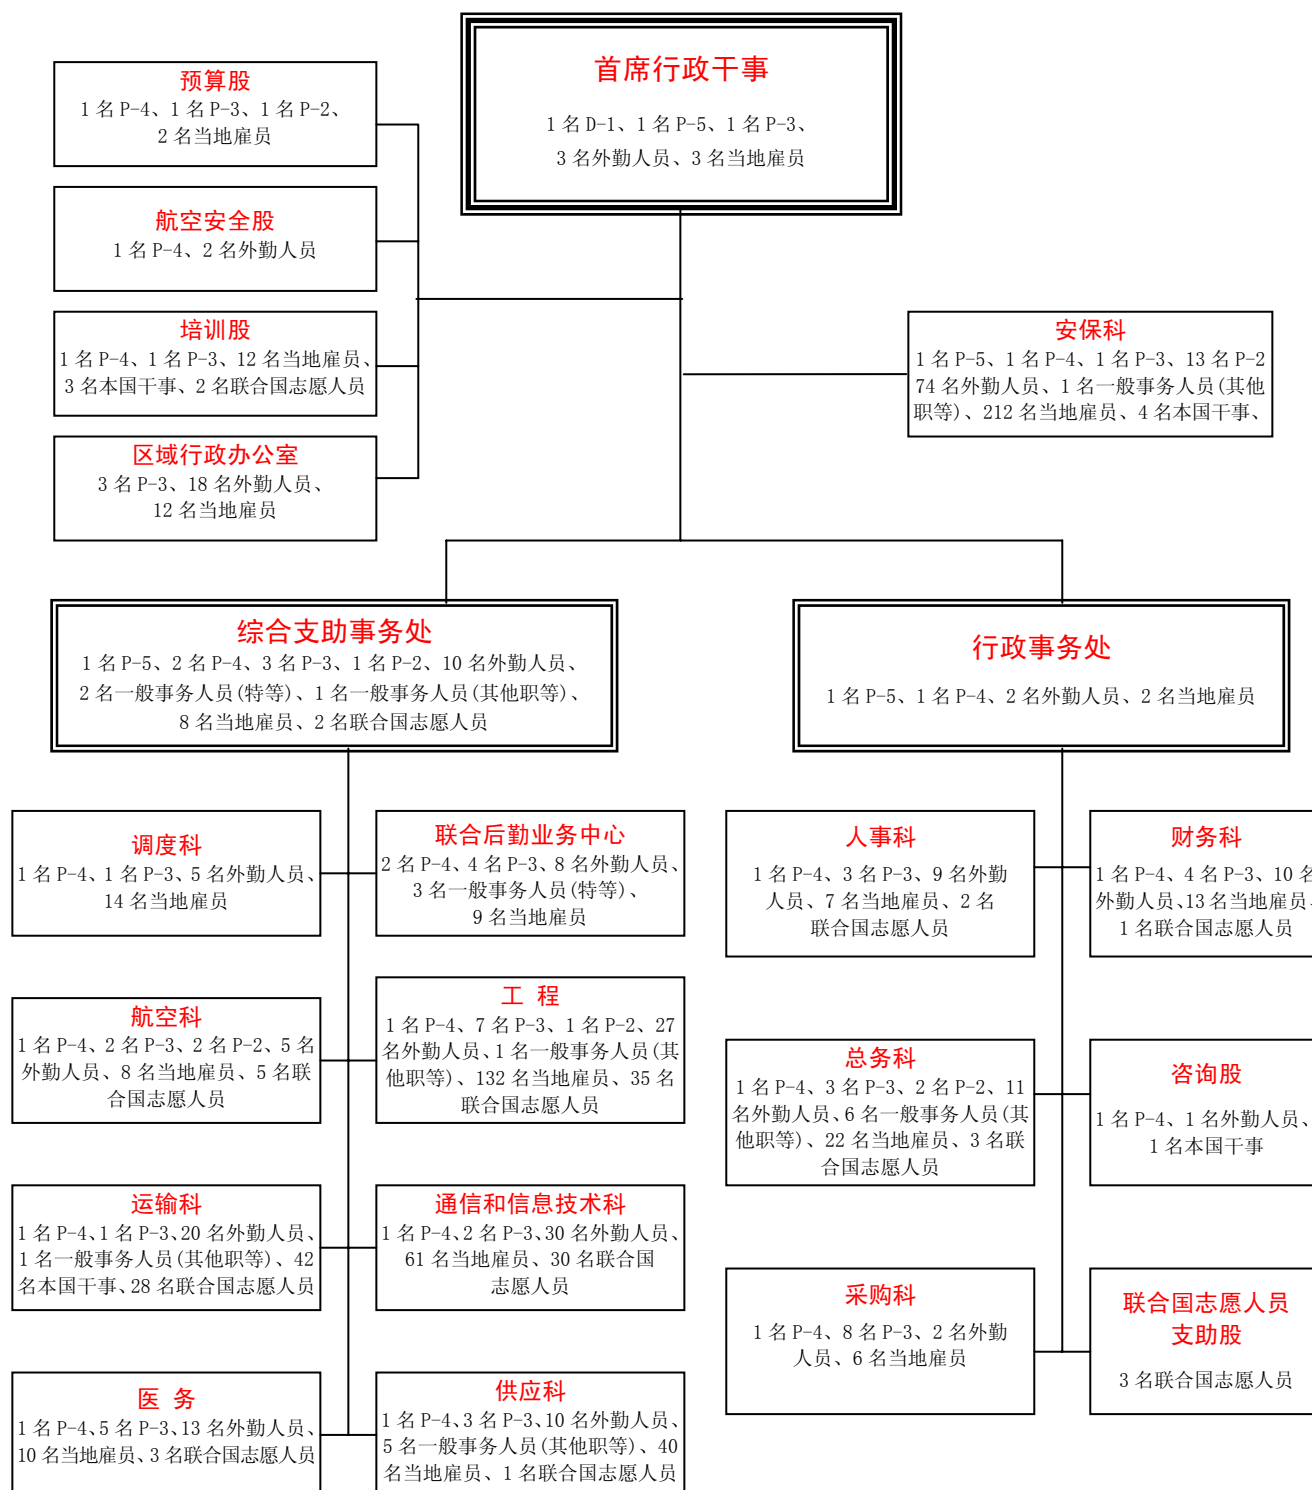 首席行政干事
1 名 D-1、1 名 P-5、1 名 P-3、
3 名外勤人员、3 名当地雇员
预算股
1 名 P-4、1 名 P-3、1 名 P-2、
2 名当地雇员
航空安全股
1 名 P-4、2 名外勤人员
培训股
1 名 P-4、1 名 P-3、12 名当地雇员、
3 名本国干事、2 名联合国志愿人员
区域行政办公室
3 名 P-3、18 名外勤人员、
12 名当地雇员
安保科
1 名 P-5、1 名 P-4、1 名 P-3、13 名 P-2
74 名外勤人员、1 名一般事务人员(其他
职等)、212 名当地雇员、4 名本国干事、
综合支助事务处
1 名 P-5、2 名 P-4、3 名 P-3、1 名 P-2、10 名外勤人员、
2 名一般事务人员(特等)、1 名一般事务人员(其他职等)、
8 名当地雇员、2 名联合国志愿人员
行政事务处
1 名 P-5、1 名 P-4、2 名外勤人员、2 名当地雇员
调度科
1 名 P-4、1 名 P-3、5 名外勤人员、
14 名当地雇员
联合后勤业务中心
2 名 P-4、4 名 P-3、8 名外勤人员、
3 名一般事务人员(特等)、
9 名当地雇员
人事科
1 名 P-4、3 名 P-3、9 名外勤
人员、7 名当地雇员、2 名
联合国志愿人员
财务科
1 名 P-4、4 名 P-3、10 名
外勤人员、13 名当地雇员、
1 名联合国志愿人员
航空科
1 名 P-4、2 名 P-3、2 名 P-2、5 名
外勤人员、8 名当地雇员、5 名联
合国志愿人员
工 程
1 名 P-4、7 名 P-3、1 名 P-2、27
名外勤人员、1 名一般事务人员(其
他职等)、132 名当地雇员、35 名
联合国志愿人员
总务科
1 名 P-4、3 名 P-3、2 名 P-2、11
名外勤人员、6 名一般事务人员(其
他职等)、22 名当地雇员、3 名联
合国志愿人员
咨询股
1 名 P-4、1 名外勤人员、
1 名本国干事
运输科
1 名 P-4、1 名 P-3、20 名外勤人员、
1 名一般事务人员(其他职等)、42
名本国干事、28 名联合国志愿人员
通信和信息技术科
1 名 P-4、2 名 P-3、30 名外勤人员、
61 名当地雇员、30 名联合国
志愿人员
采购科
1 名 P-4、8 名 P-3、2 名外勤
人员、6 名当地雇员
联合国志愿人员
支助股
3 名联合国志愿人员
医 务
1 名 P-4、5 名 P-3、13 名外勤人员、
10 名当地雇员、3 名联合国志愿人员
供应科
1 名 P-4、3 名 P-3、10 名外勤人员、
5 名一般事务人员(其他职等)、40
名当地雇员、1 名联合国志愿人员